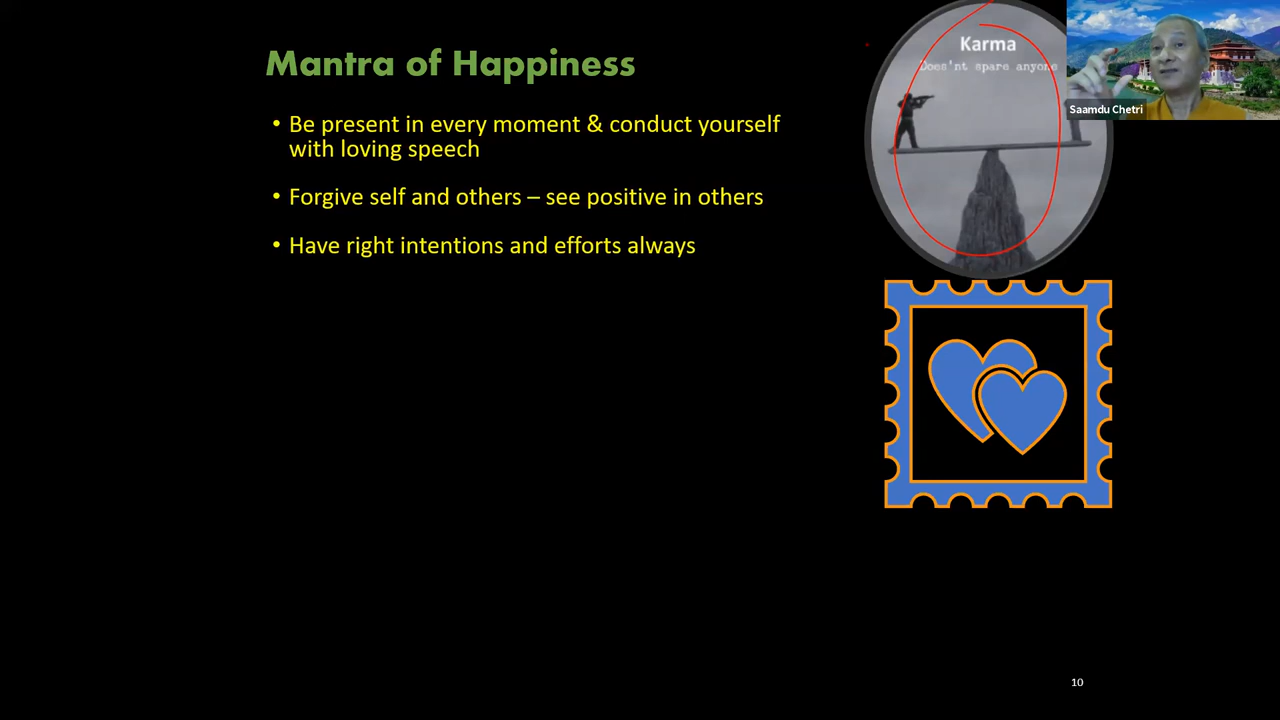 Mantra of Happiness
• Be present in every moment & conduct yourself
with loving speech
• Forgive self and others – see positive in others
• Have right intentions and efforts always
Karma
Does'nt spare anyone
Saamdu Chetri
10